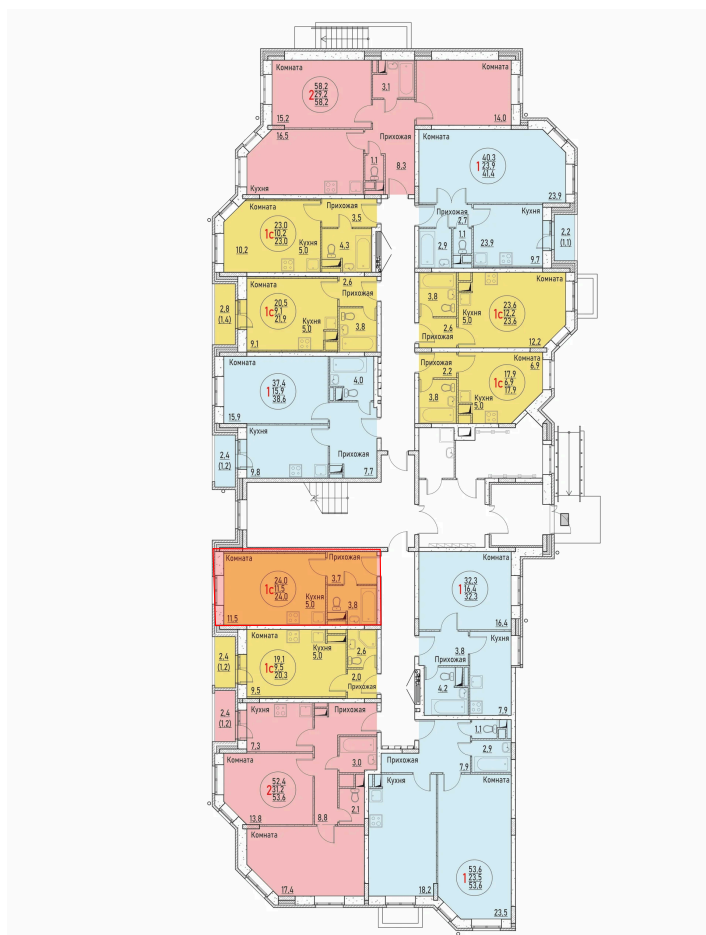 Комната
2
58,2
29,2
58,2
15,2
3,1
Комната
14,0
16,5
Кухня
1,1
Прихожая
8,3
Комната
1
40,3
23,9
41,4
23,9
Комната
1с
23,0
10,2
23,0
10,2
Прихожая
3,5
Кухня
5,0
4,3
2,9
2,7
1,1
Прихожая
23,9
Кухня
9,7
2,2
(1,1)
2,8
(1,4)
Комната
1с
20,5
9,1
21,9
9,1
2,6
Прихожая
Кухня
5,0
3,8
3,8
2,6
Прихожая
Комната
Кухня
5,0
1с
23,6
12,2
23,6
12,2
Комната
1
37,4
15,9
38,6
15,9
4,0
Прихожая
2,2
3,8
Комната
6,9
1с
17,9
6,9
17,9
Кухня
5,0
2,4
(1,2)
Кухня
9,8
Прихожая
7,7
Комната
1с
24,0
11,5
24,0
11,5
Прихожая
3,7
Кухня
5,0
3,8
Комната
1
32,3
16,4
32,3
16,4
2,4
(1,2)
Комната
1с
19,1
9,5
20,3
9,5
Кухня
5,0
2,6
2,0
Прихожая
3,8
Прихожая
4,2
Кухня
7,9
2,4
(1,2)
Кухня
7,3
Прихожая
3,0
Комната
2
52,4
31,2
53,6
13,8
8,8
2,1
17,4
1,1
2,9
Прихожая
7,9
Кухня
18,2
Комната
1
53,6
23,5
53,6
23,5